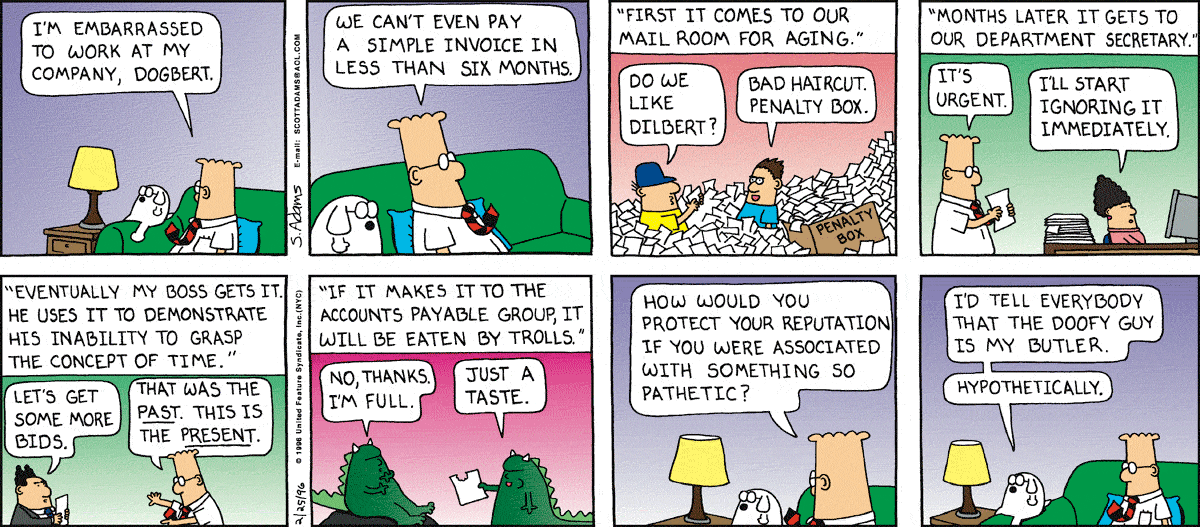 I'M EMBARRASSED
TO WORK AT MY
COMPANY, DOGBERT.
S. Adams E-mail: SCOTTADAMS@AOL.COM
WE CAN'T EVEN PAY
A SIMPLE INVOICE IN
LESS THAN SIX MONTHS.
"FIRST IT COMES TO OUR
MAIL ROOM FOR AGING."
DO WE
LIKE
DILBERT?
BAD HAIRCUT.
PENALTY BOX.
PENALTY
BOX
"MONTHS LATER IT GETS TO
OUR DEPARTMENT SECRETARY."
IT'S
URGENT.
I'LL START
IGNORING IT
IMMEDIATELY.
"EVENTUALLY MY BOSS GETS IT.
HE USES IT TO DEMONSTRATE
HIS INABILITY TO GRASP
THE CONCEPT OF TIME."
LET'S GET
SOME MORE
BIDS.
THAT WAS THE
PAST. THIS IS
THE PRESENT.
2/25/96 © 1996 United Feature Syndicate, Inc.(NYC)
"IF IT MAKES IT TO THE
ACCOUNTS PAYABLE GROUP, IT
WILL BE EATEN BY TROLLS."
NO, THANKS.
I'M FULL.
JUST A
TASTE.
HOW WOULD YOU
PROTECT YOUR REPUTATION
IF YOU WERE ASSOCIATED
WITH SOMETHING SO
PATHETIC?
I'D TELL EVERYBODY
THAT THE DOOFY GUY
IS MY BUTLER.
HYPOTHETICALLY.